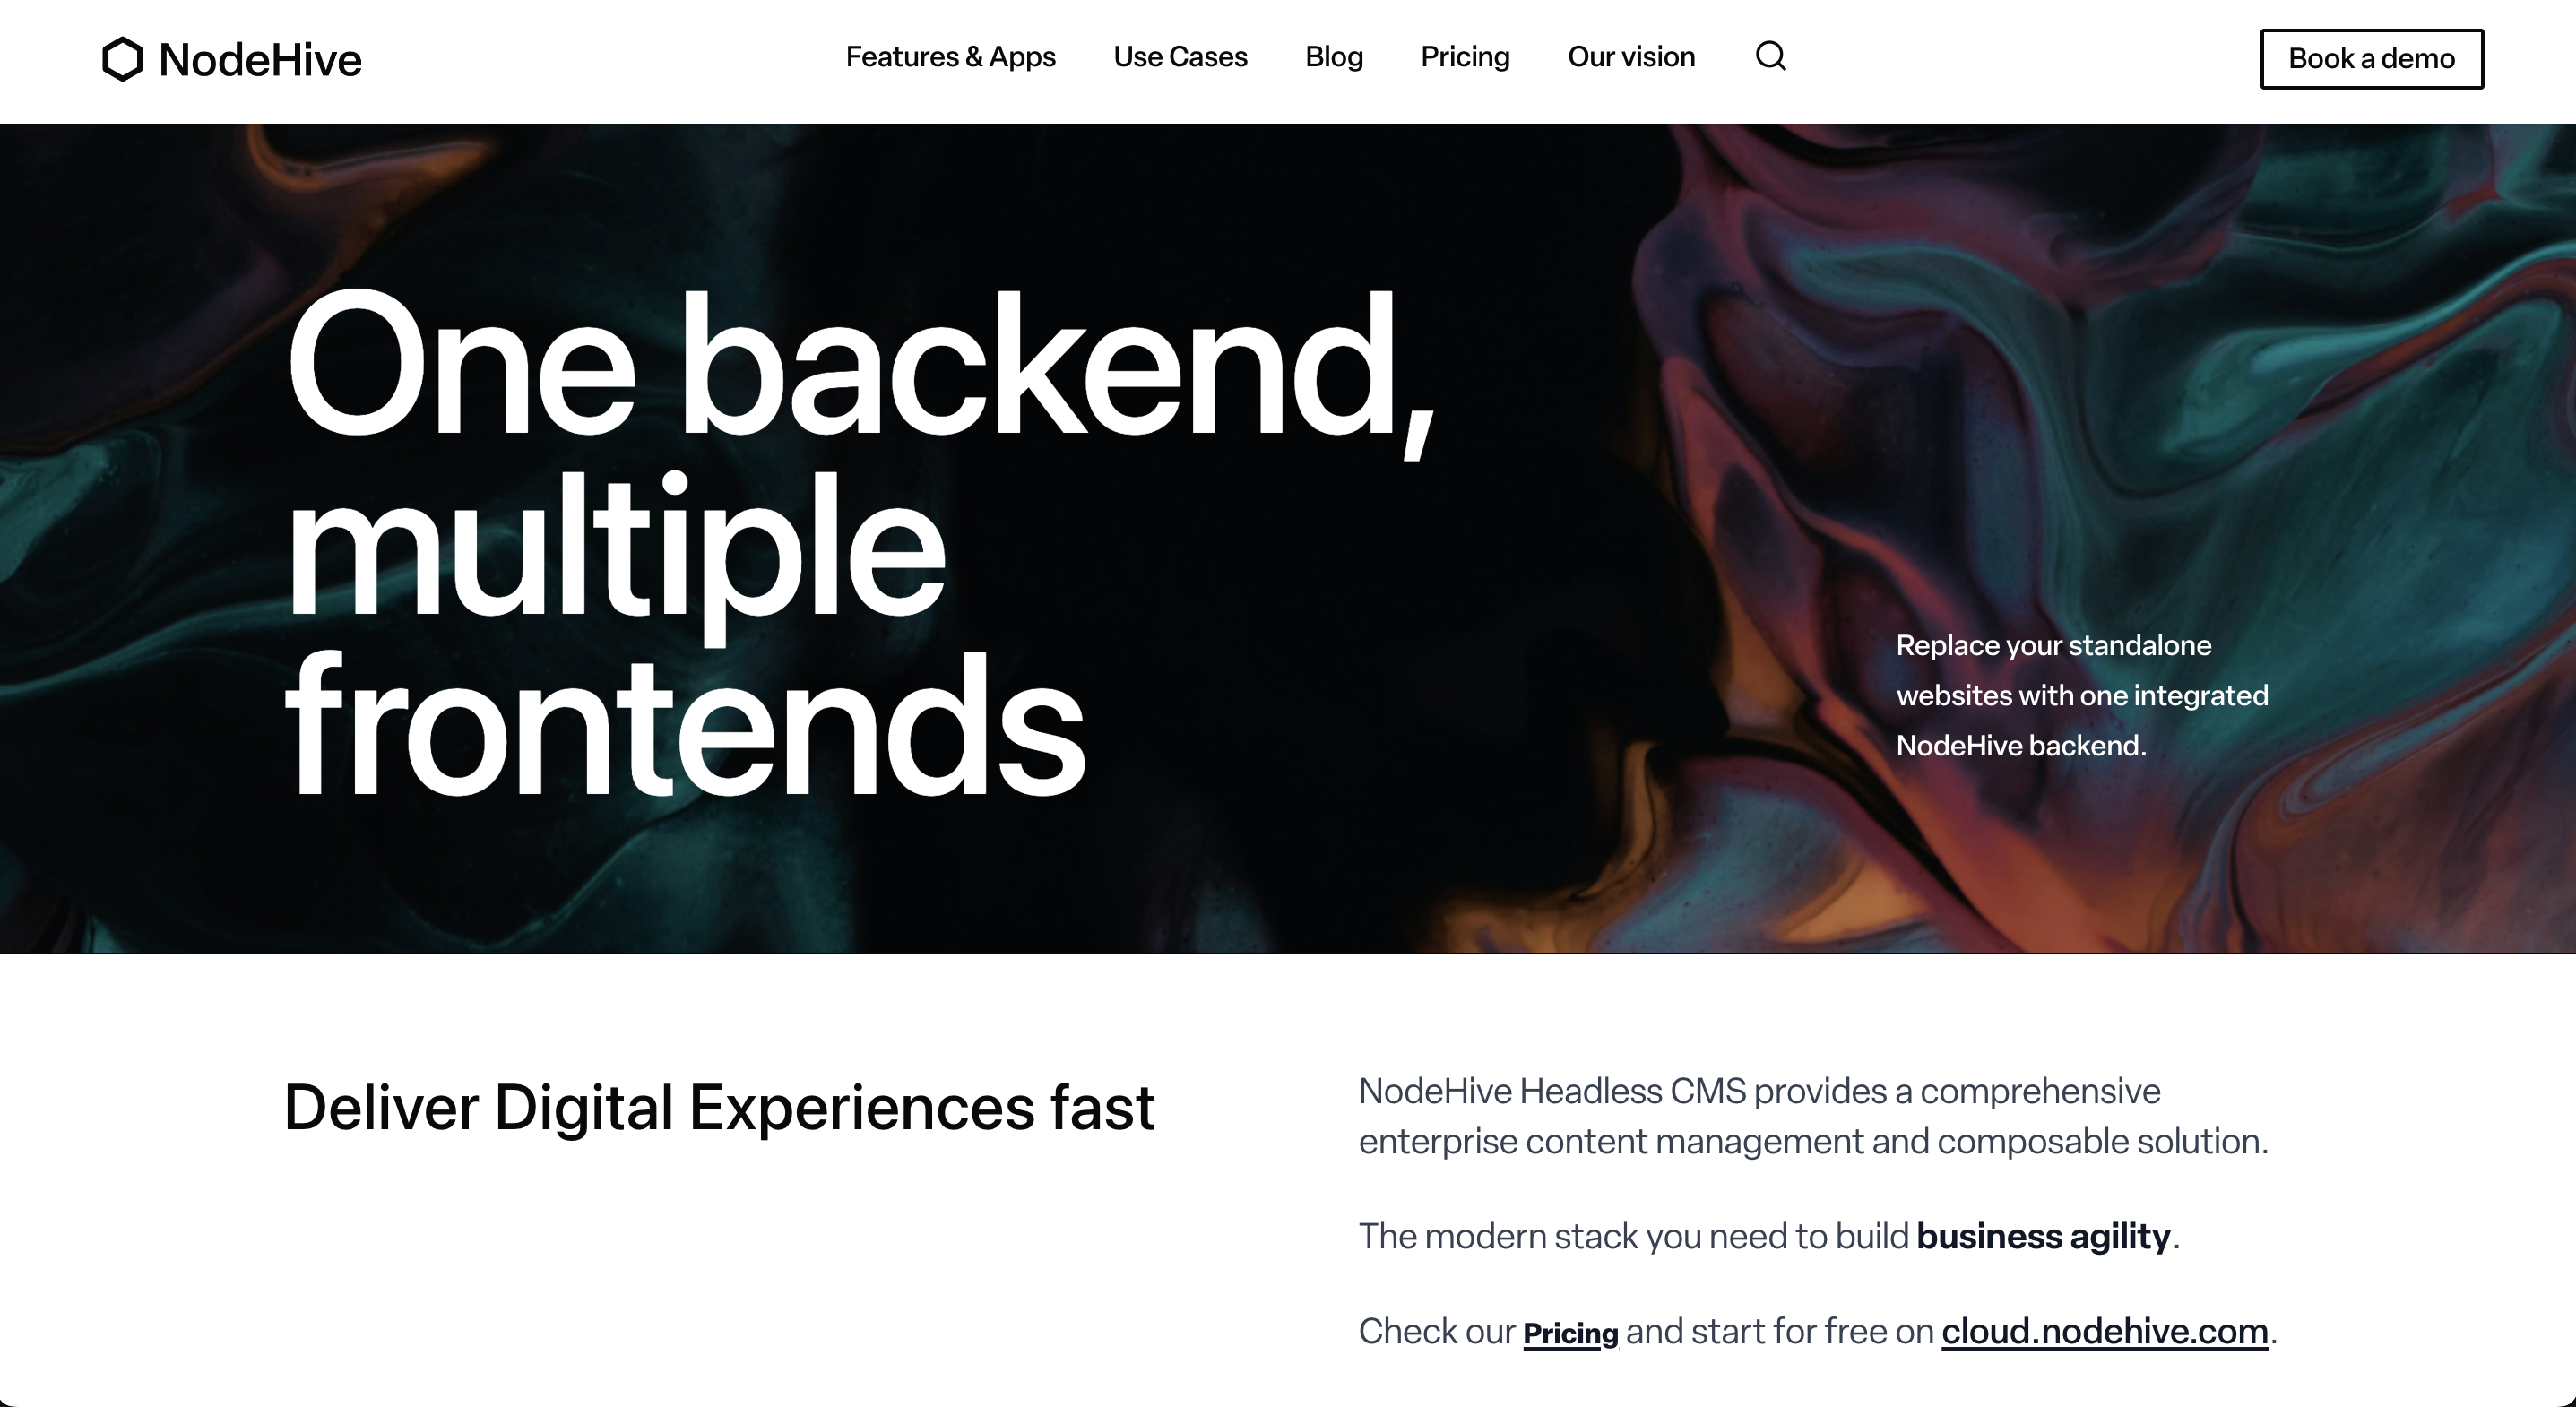 NodeHive
Features & Apps
Use Cases
Blog
Pricing
Our vision
Book a demo
One backend,
multiple
frontends
Replace your standalone
websites with one integrated
NodeHive backend.
Deliver Digital Experiences fast
NodeHive Headless CMS provides a comprehensive
enterprise content management and composable solution.
The modern stack you need to build business agility.
Check our Pricing and start for free on cloud.nodehive.com.